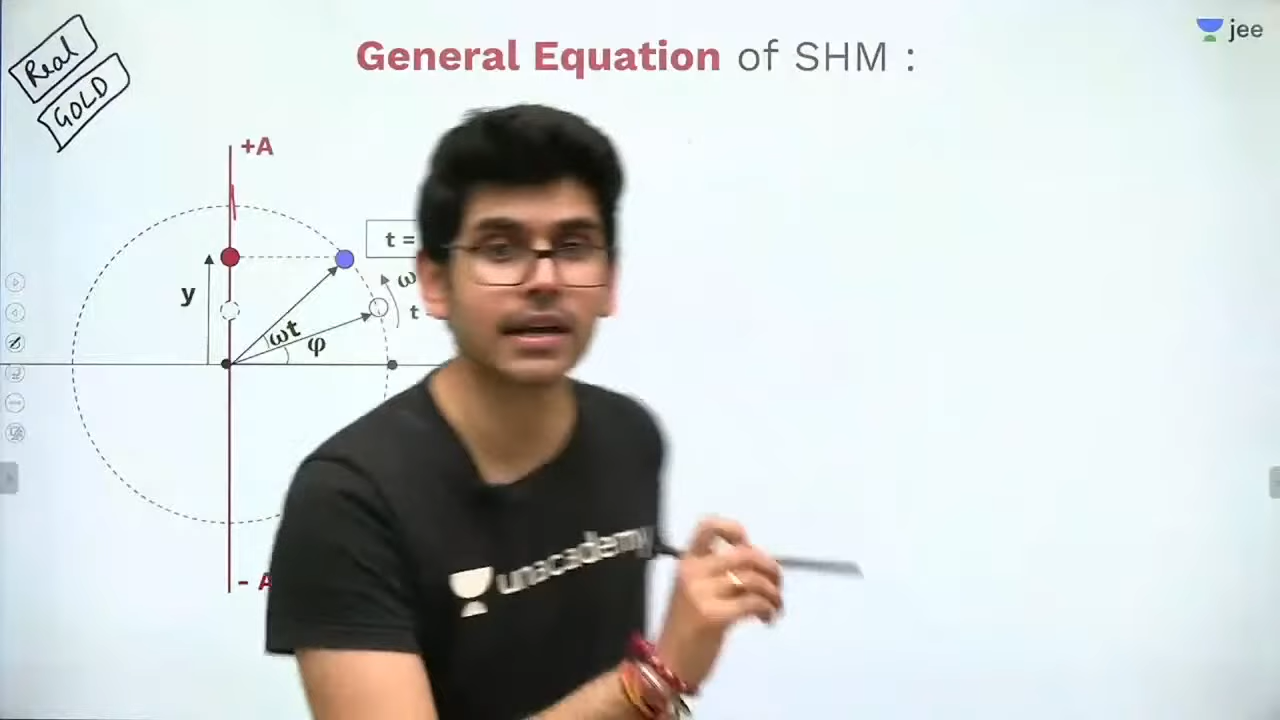 Real
GOLD
General Equation of SHM :
jee
+A
t =
ω
y
t
ωt
φ
- A
unacademy